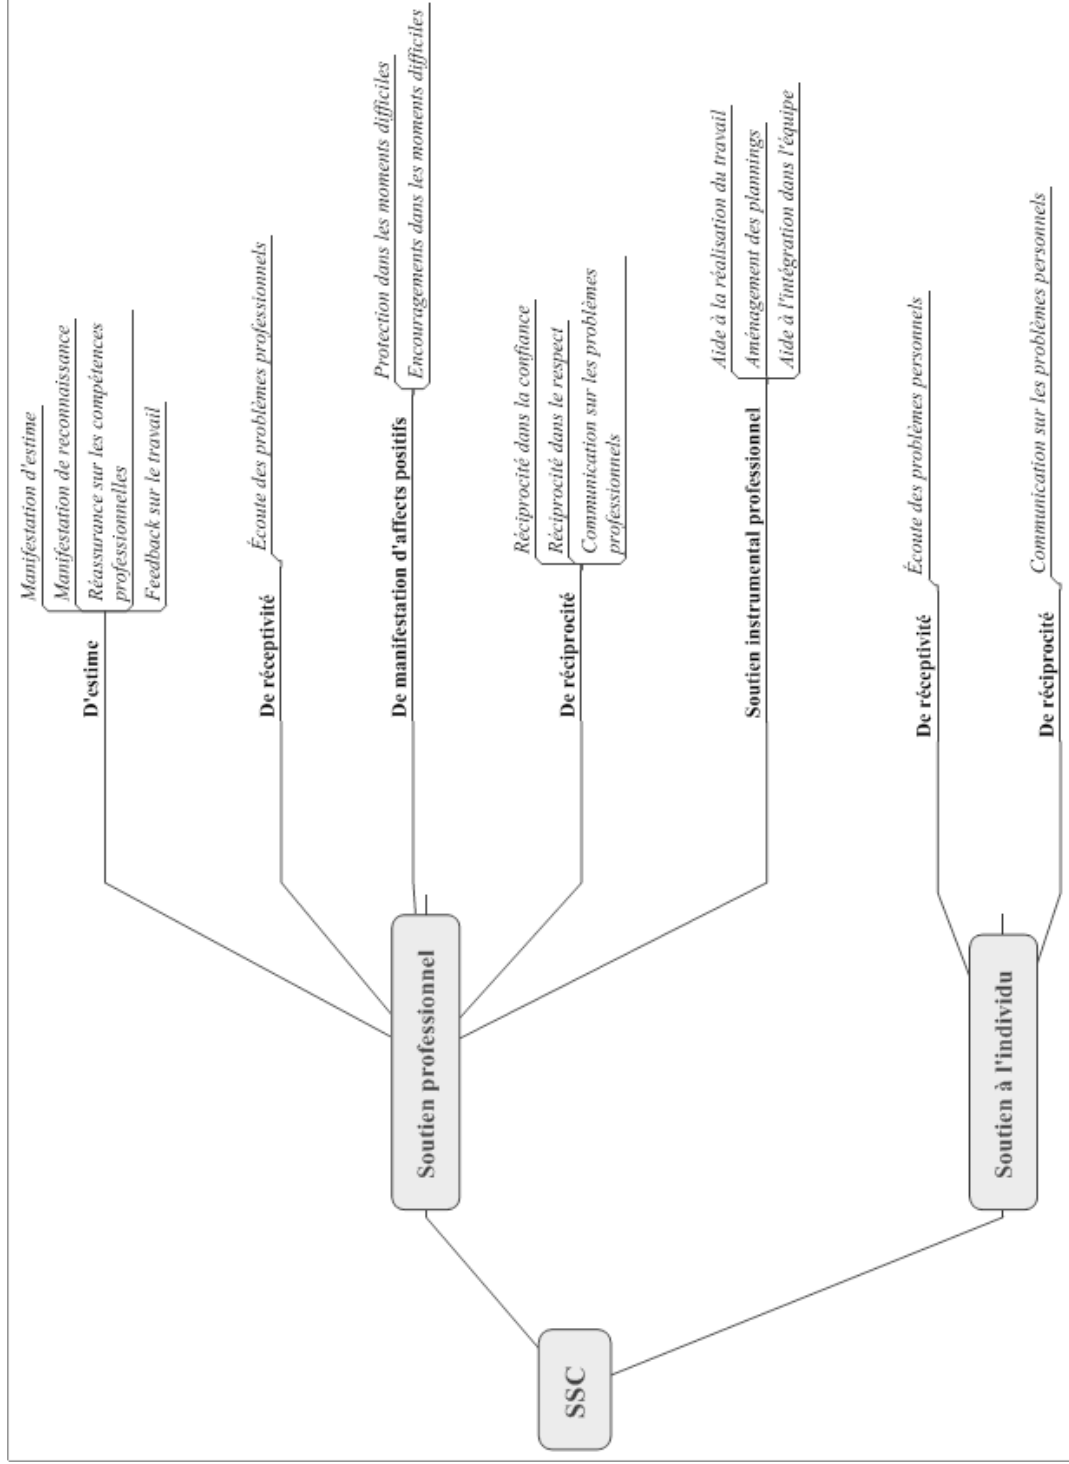 SSC
Soutien professionnel
D'estime
Manifestation d'estime
Manifestation de reconnaissance
Réassurance sur les compétences
professionnelles
Feedback sur le travail
De réceptivité
Écoute des problèmes professionnels
De manifestation d'affects positifs
Protection dans les moments difficiles
Encouragements dans les moments difficiles
De réciprocité
Réciprocité dans la confiance
Réciprocité dans le respect
Communication sur les problèmes
professionnels
Soutien instrumental professionnel
Aide à la réalisation du travail
Aménagement des plannings
Aide à l'intégration dans l'équipe
Soutien à l'individu
De réceptivité
Écoute des problèmes personnels
De réciprocité
Communication sur les problèmes personnels